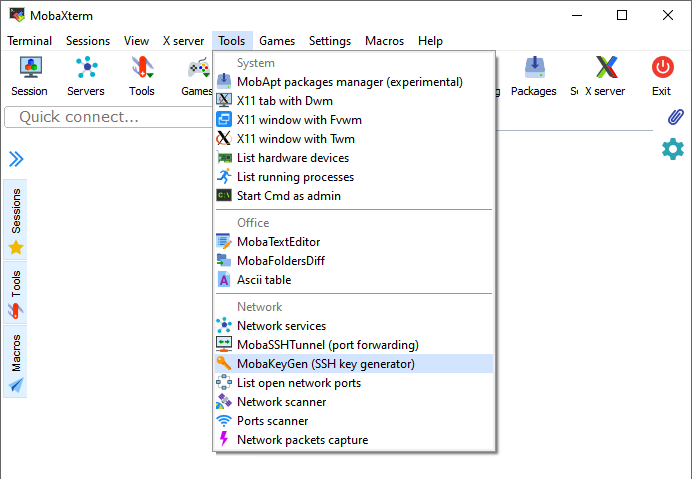 MobaXterm
Terminal Sessions View X server Tools Games Settings Macros Help
Session Servers Tools Games Packages X server Exit
Quick connect...
Sessions
Tools
Macros
System
MobApt packages manager (experimental)
X11 tab with Dwm
X11 window with Fvwm
X11 window with Twm
List hardware devices
List running processes
Start Cmd as admin
Office
MobaTextEditor
MobaFoldersDiff
Ascii table
Network
Network services
MobaSSHTunnel (port forwarding)
MobaKeyGen (SSH key generator)
List open network ports
Network scanner
Ports scanner
Network packets capture